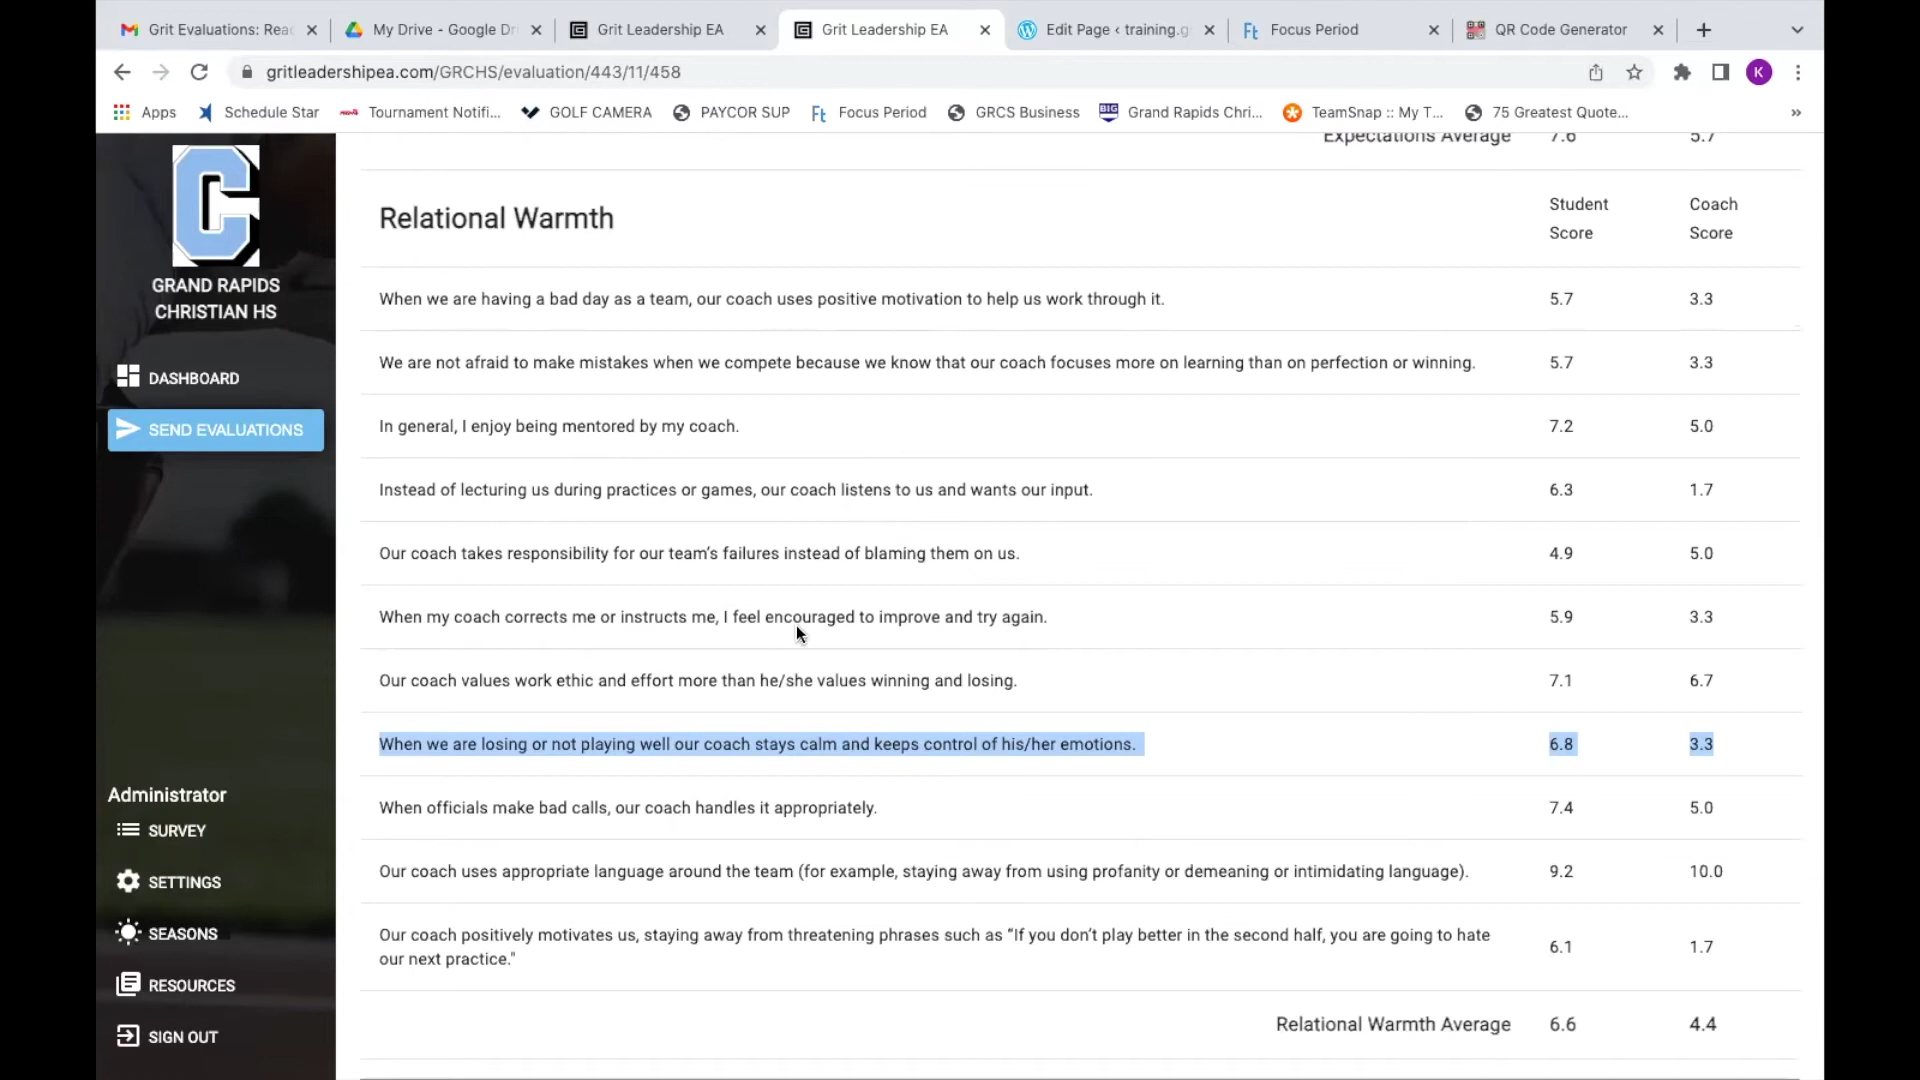 Grit Evaluations: Read
My Drive - Google Dr
Grit Leadership EA
Grit Leadership EA
Edit Page ‹ training.g
Focus Period
QR Code Generator
gritleadershipea.com/GRCHS/evaluation/443/11/458
K
Apps
Schedule Star
Tournament Notifi...
GOLF CAMERA
PAYCOR SUP
Ft Focus Period
GRCS Business
BIG Grand Rapids Chri...
TeamSnap :: My T...
75 Greatest Quote...
»
C
GRAND RAPIDS
CHRISTIAN HS
DASHBOARD
SEND EVALUATIONS
Administrator
SURVEY
SETTINGS
SEASONS
RESOURCES
SIGN OUT
Expectations Average 7.6 5.7
Relational Warmth
Student
Score
Coach
Score
When we are having a bad day as a team, our coach uses positive motivation to help us work through it. 5.7 3.3
We are not afraid to make mistakes when we compete because we know that our coach focuses more on learning than on perfection or winning. 5.7 3.3
In general, I enjoy being mentored by my coach. 7.2 5.0
Instead of lecturing us during practices or games, our coach listens to us and wants our input. 6.3 1.7
Our coach takes responsibility for our team’s failures instead of blaming them on us. 4.9 5.0
When my coach corrects me or instructs me, I feel encouraged to improve and try again. 5.9 3.3
Our coach values work ethic and effort more than he/she values winning and losing. 7.1 6.7
When we are losing or not playing well our coach stays calm and keeps control of his/her emotions. 6.8 3.3
When officials make bad calls, our coach handles it appropriately. 7.4 5.0
Our coach uses appropriate language around the team (for example, staying away from using profanity or demeaning or intimidating language). 9.2 10.0
Our coach positively motivates us, staying away from threatening phrases such as “If you don’t play better in the second half, you are going to hate
our next practice." 6.1 1.7
Relational Warmth Average 6.6 4.4